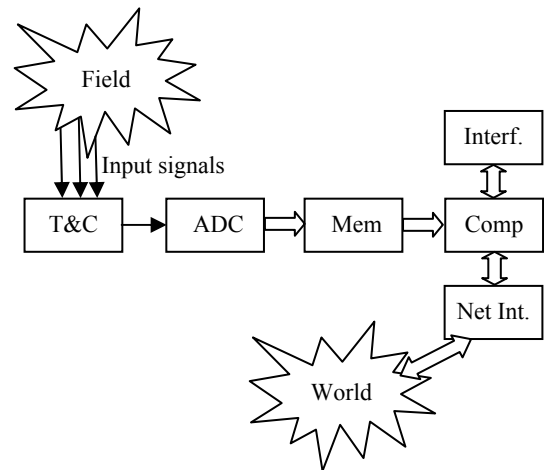 Field
Input signals
Interf.
T&C
ADC
Mem
Comp
Net Int.
World